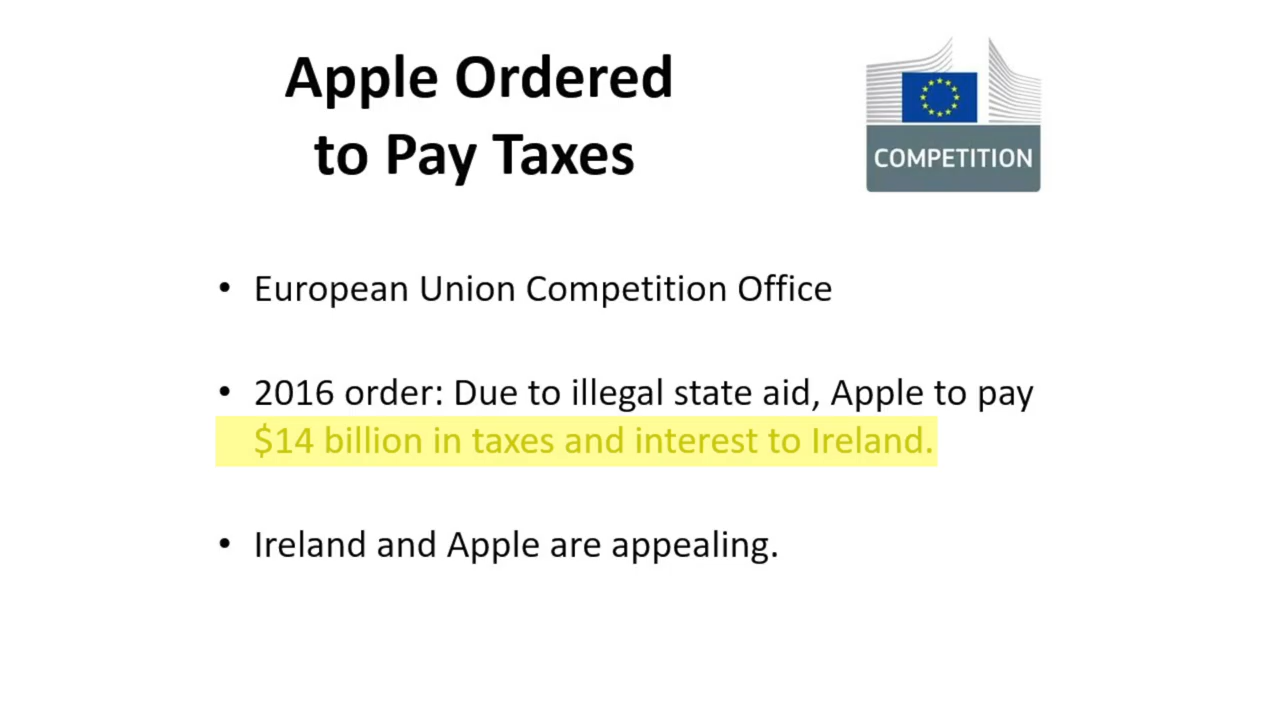 Apple Ordered
to Pay Taxes
COMPETITION
• European Union Competition Office
• 2016 order: Due to illegal state aid, Apple to pay
$14 billion in taxes and interest to Ireland.
• Ireland and Apple are appealing.